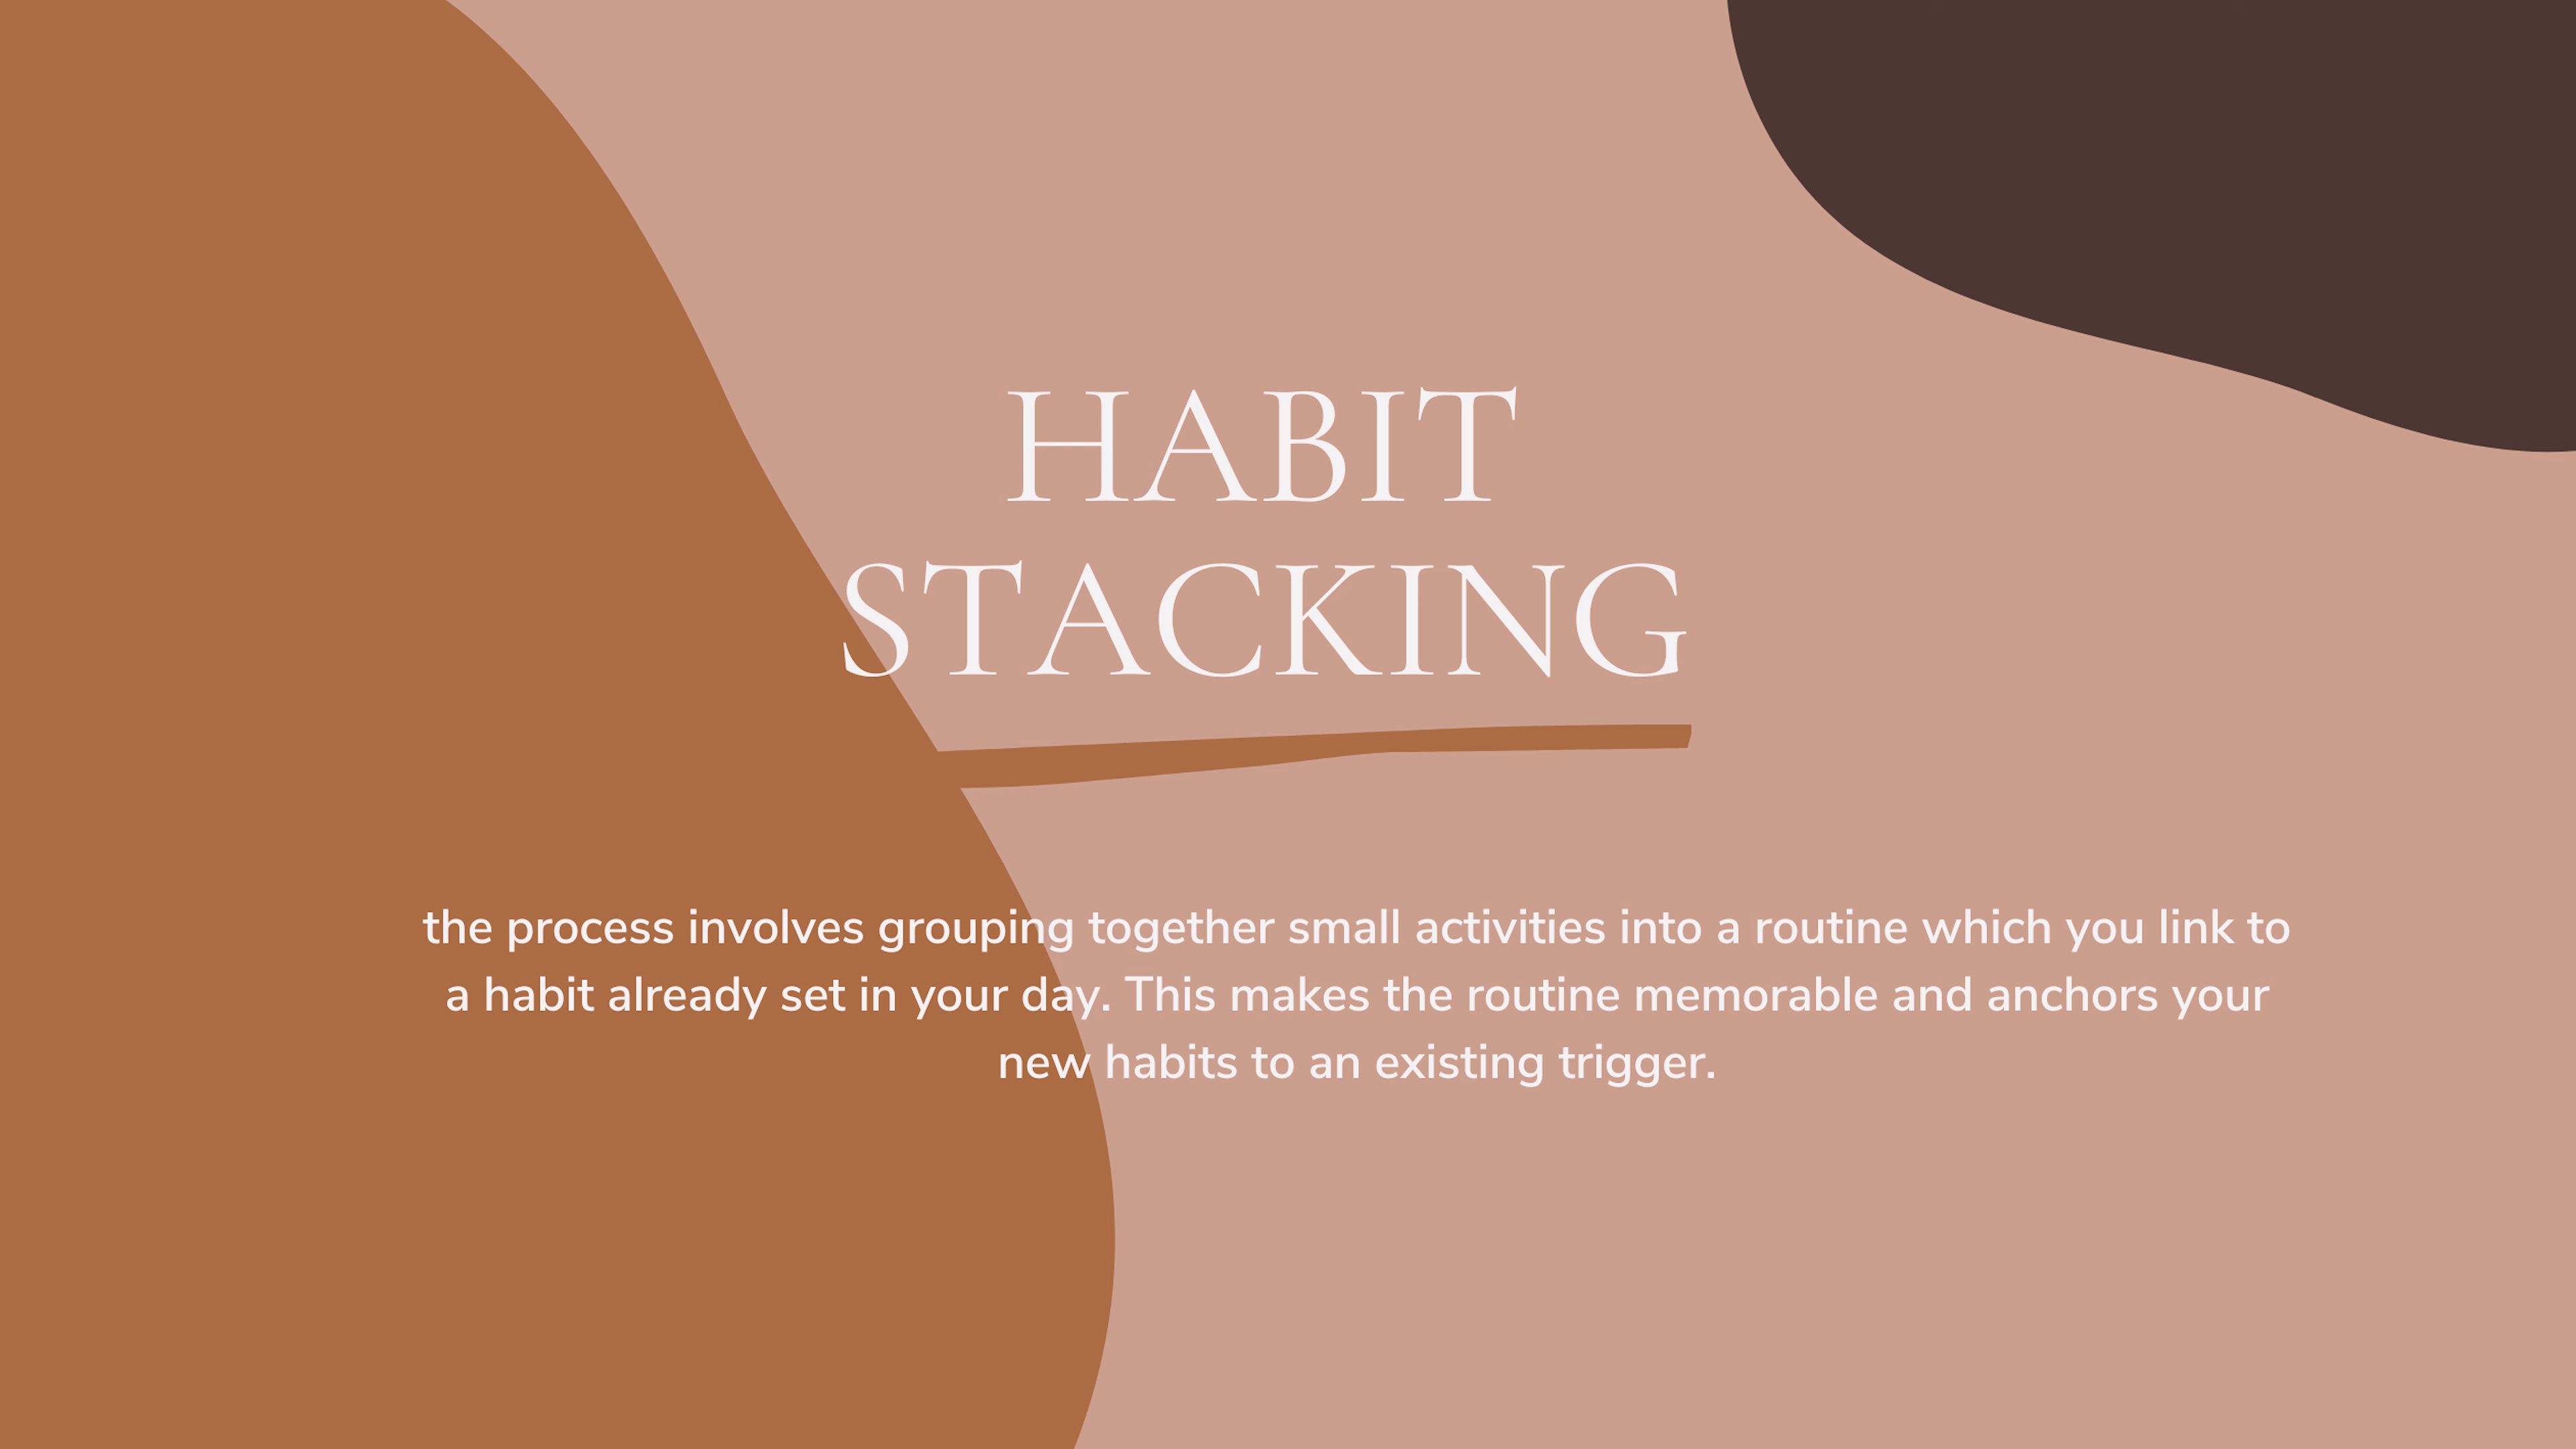 HABIT
STACKING
the process involves grouping together small activities into a routine which you link to
a habit already set in your day. This makes the routine memorable and anchors your
new habits to an existing trigger.